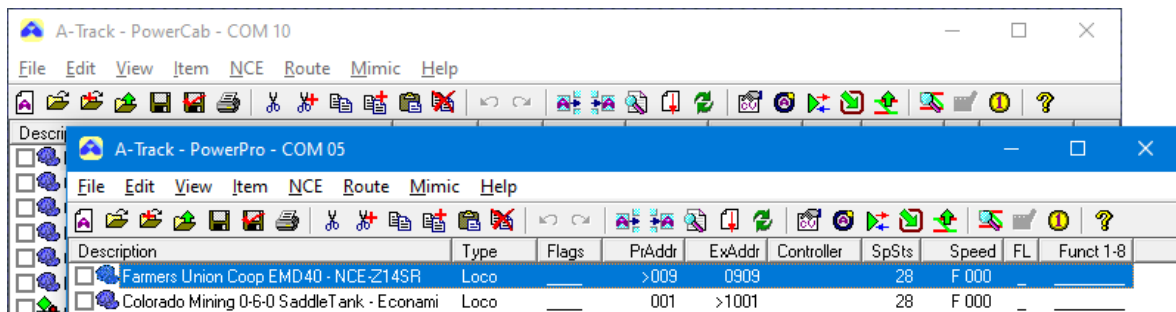 A-Track - PowerCab - COM 10
File Edit View Item NCE Route Mimic Help
Descri
A-Track - PowerPro - COM 05
File Edit View Item NCE Route Mimic Help
Description Type Flags PrAddr ExAddr Controller SpSts Speed FL Funct 1-8
Farmers Union Coop EMD40 - NCE-Z14SR Loco ____ >009 0909 28 F 000 _ ________
Colorado Mining 0-6-0 SaddleTank - Econami Loco ____ 001 >1001 28 F 000 _ ________